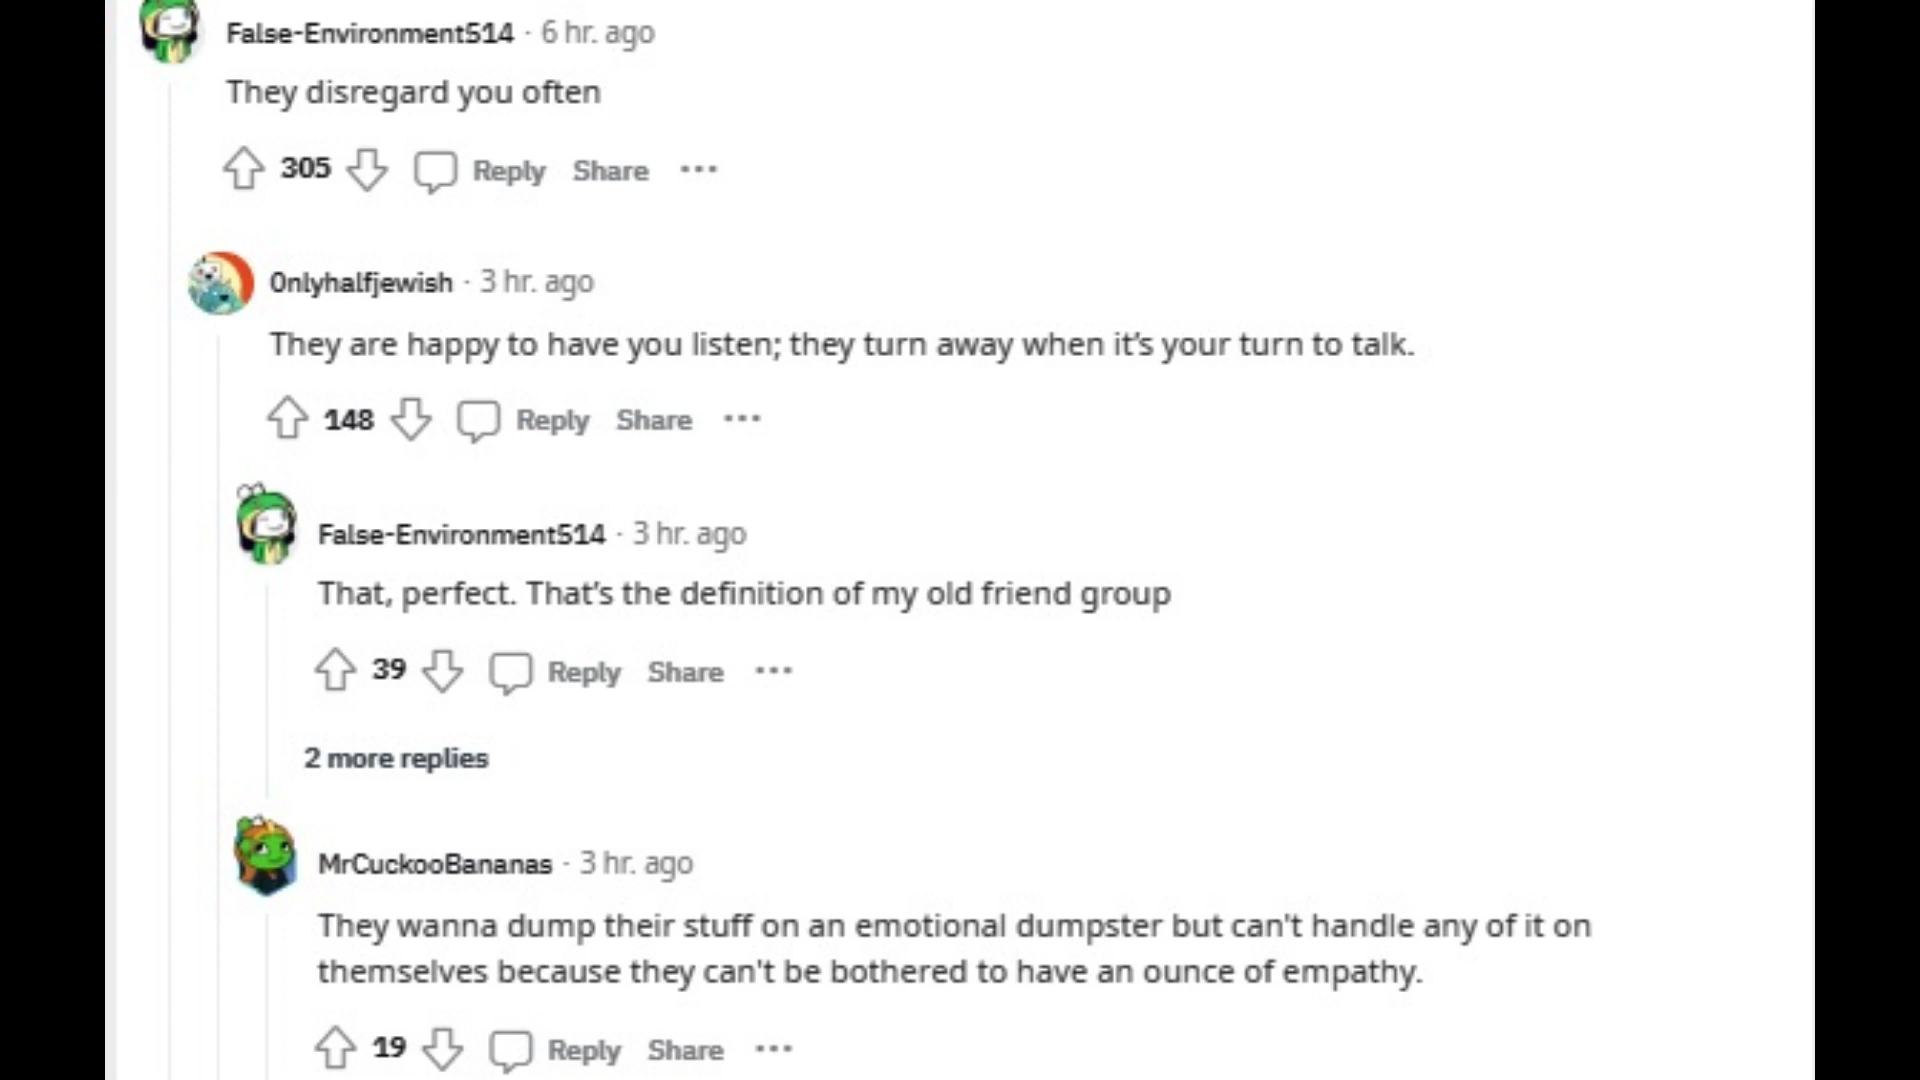 False-Environment514 · 6 hr. ago
They disregard you often
305 Reply Share ···
0nlyhalfjewish · 3 hr. ago
They are happy to have you listen; they turn away when it’s your turn to talk.
148 Reply Share ···
False-Environment514 · 3 hr. ago
That, perfect. That’s the definition of my old friend group
39 Reply Share ···
2 more replies
MrCuckooBananas · 3 hr. ago
They wanna dump their stuff on an emotional dumpster but can't handle any of it on
themselves because they can't be bothered to have an ounce of empathy.
19 Reply Share ···